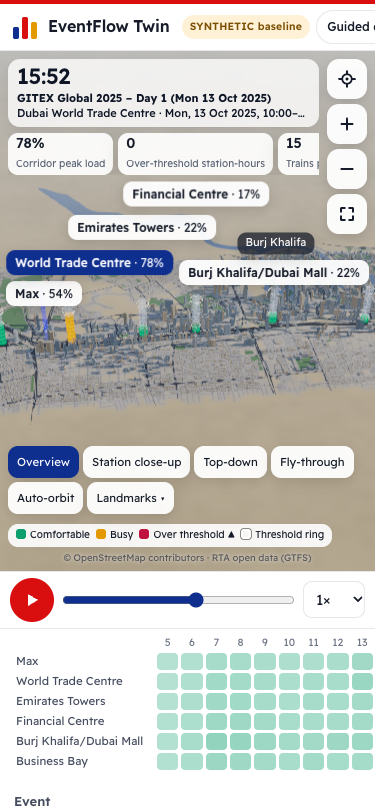 EventFlow Twin
SYNTHETIC baseline
Guided
15:52
GITEX Global 2025 – Day 1 (Mon 13 Oct 2025)
Dubai World Trade Centre · Mon, 13 Oct 2025, 10:00–…
78%
Corridor peak load
0
Over-threshold station-hours
15
Trains
Financial Centre · 17%
Emirates Towers · 22%
Burj Khalifa
World Trade Centre · 78%
Burj Khalifa/Dubai Mall · 22%
Max · 54%
Overview
Station close-up
Top-down
Fly-through
Auto-orbit
Landmarks ▾
Comfortable
Busy
Over threshold ▲
Threshold ring
© OpenStreetMap contributors · RTA open data (GTFS)
1×
5 6 7 8 9 10 11 12 13
Max
World Trade Centre
Emirates Towers
Financial Centre
Burj Khalifa/Dubai Mall
Business Bay
Event